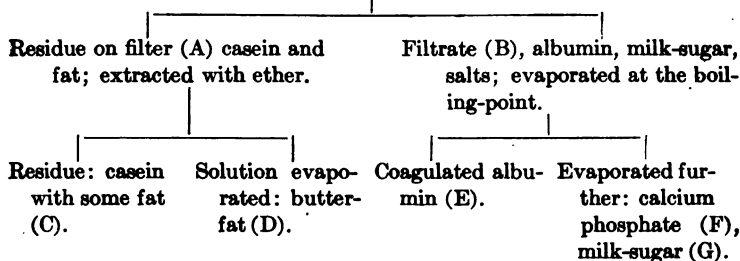 Residue on filter (A) casein and
fat; extracted with ether.
Filtrate (B), albumin, milk-sugar,
salts; evaporated at the boil-
ing-point.
Residue: casein
with some fat
(C).
Solution evapo-
rated: butter-
fat (D).
Coagulated albu-
min (E).
Evaporated fur-
ther: calcium
phosphate (F),
milk-sugar (G).